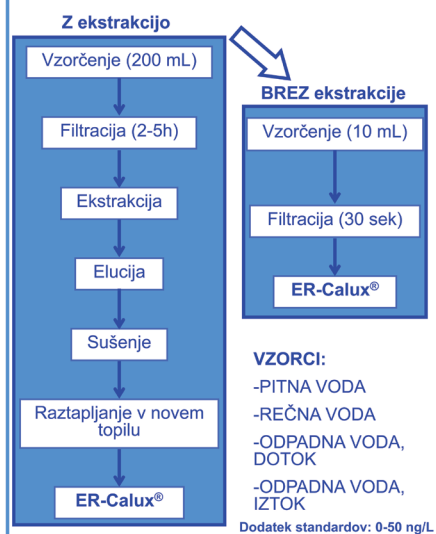 Z ekstrakcijo
Vzorčenje (200 mL)
Filtracija (2-5h)
Ekstrakcija
Elucija
Sušenje
Raztapljanje v novem
topilu
ER-Calux®
BREZ ekstrakcije
Vzorčenje (10 mL)
Filtracija (30 sek)
ER-Calux®
VZORCI:
-PITNA VODA
-REČNA VODA
-ODPADNA VODA,
DOTOK
-ODPADNA VODA,
IZTOK
Dodatek standardov: 0-50 ng/L